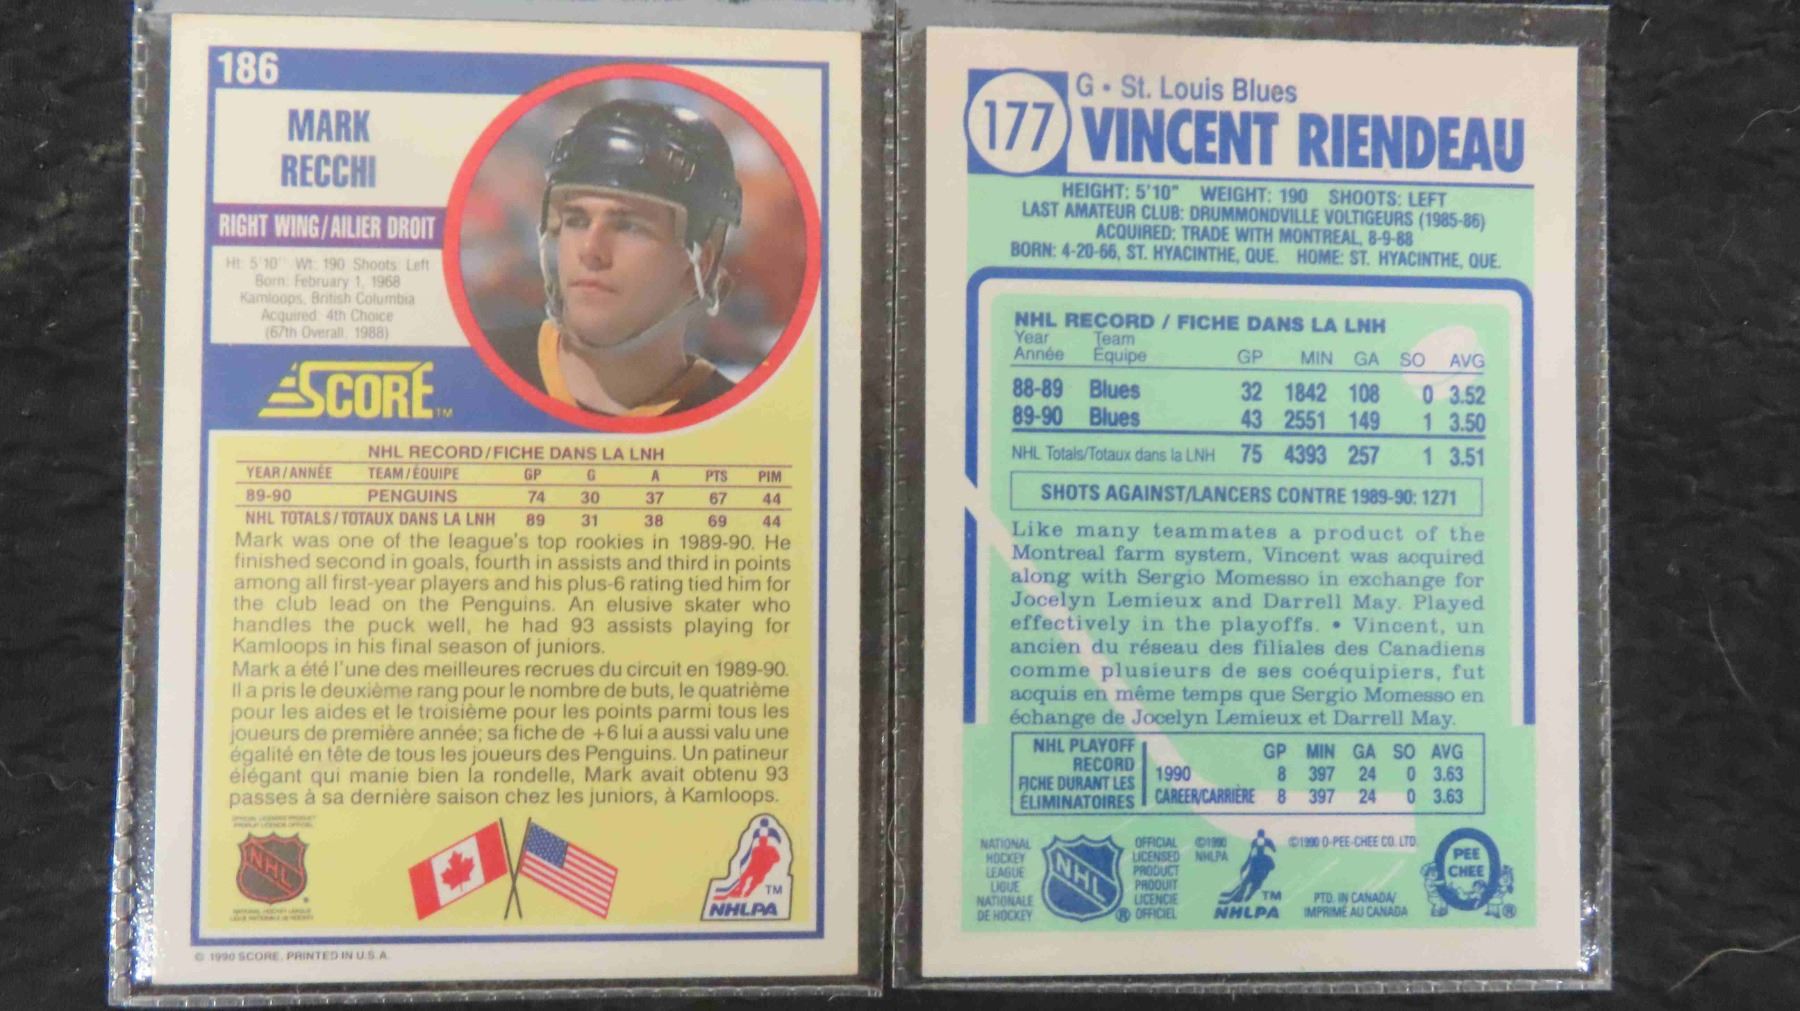 186
MARK
RECCHI
RIGHT WING/AILIER DROIT
Ht: 5'10" Wt: 190 Shoots: Left
Born: February 1, 1968
Kamloops, British Columbia
Acquired: 4th Choice
(67th Overall, 1988)
SCORE TM
NHL RECORD/FICHE DANS LA LNH
YEAR/ANNÉE TEAM/ÉQUIPE GP G A PTS PIM
89-90 PENGUINS 74 30 37 67 44
NHL TOTALS/TOTAUX DANS LA LNH 89 31 38 69 44
Mark was one of the league's top rookies in 1989-90. He
finished second in goals, fourth in assists and third in points
among all first-year players and his plus-6 rating tied him for
the club lead on the Penguins. An elusive skater who
handles the puck well, he had 93 assists playing for
Kamloops in his final season of juniors.
Mark a été l'une des meilleures recrues du circuit en 1989-90.
Il a pris le deuxième rang pour le nombre de buts, le quatrième
pour les aides et le troisième pour les points parmi tous les
joueurs de première année; sa fiche de +6 lui a aussi valu une
égalité en tête de tous les joueurs des Penguins. Un patineur
élégant qui manie bien la rondelle, Mark avait obtenu 93
passes à sa dernière saison chez les juniors, à Kamloops.
OFFICIAL LICENSED PRODUCT
NHL
NATIONAL HOCKEY LEAGUE
TM
NHLPA
© 1990 SCORE, PRINTED IN U.S.A.
177
G • St. Louis Blues
VINCENT RIENDEAU
HEIGHT: 5'10" WEIGHT: 190 SHOOTS: LEFT
LAST AMATEUR CLUB: DRUMMONDVILLE VOLTIGEURS (1985-86)
ACQUIRED: TRADE WITH MONTREAL, 8-9-88
BORN: 4-20-66, ST. HYACINTHE, QUE. HOME: ST. HYACINTHE, QUE.
NHL RECORD / FICHE DANS LA LNH
Year Team
Année Équipe GP MIN GA SO AVG
88-89 Blues 32 1842 108 0 3.52
89-90 Blues 43 2551 149 1 3.50
NHL Totals/Totaux dans la LNH 75 4393 257 1 3.51
SHOTS AGAINST/LANCERS CONTRE 1989-90: 1271
Like many teammates a product of the
Montreal farm system, Vincent was acquired
along with Sergio Momesso in exchange for
Jocelyn Lemieux and Darrell May. Played
effectively in the playoffs. • Vincent, un
ancien du réseau des filiales des Canadiens
comme plusieurs de ses coéquipiers, fut
acquis en même temps que Sergio Momesso en
échange de Jocelyn Lemieux et Darrell May.
NHL PLAYOFF
RECORD
FICHE DURANT LES
ÉLIMINATOIRES
GP MIN GA SO AVG
1990 8 397 24 0 3.63
CAREER/CARRIÈRE 8 397 24 0 3.63
NATIONAL
HOCKEY
LEAGUE
LIGUE
NATIONALE
DE HOCKEY
NHL ®
OFFICIAL
LICENSED
PRODUCT
PRODUIT
LICENCIE
OFFICIEL
©1990
NHLPA
TM
NHLPA
©1990 O-PEE-CHEE CO. LTD.
PTD. IN CANADA/
IMPRIMÉ AU CANADA
O
PEE
CHEE
®